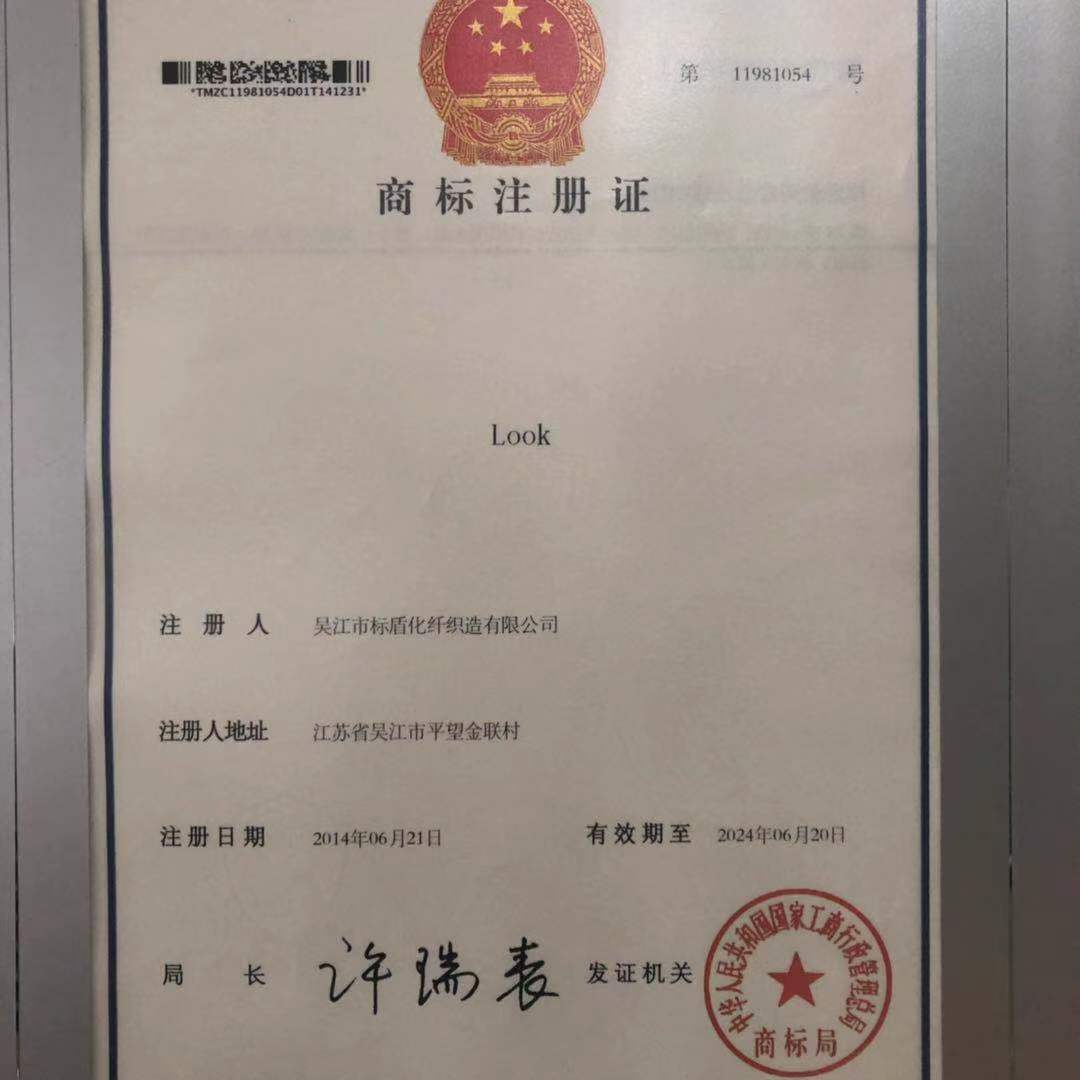 *TMZC11981054D01T141231*
第 11981054 号
商标注册证
Look
注册人 吴江市标盾化纤织造有限公司
注册人地址 江苏省吴江市平望金联村
注册日期 2014年06月21日 有效期至 2024年06月20日
局长 许瑞表 发证机关
中华人民共和国国家工商行政管理总局
商标局